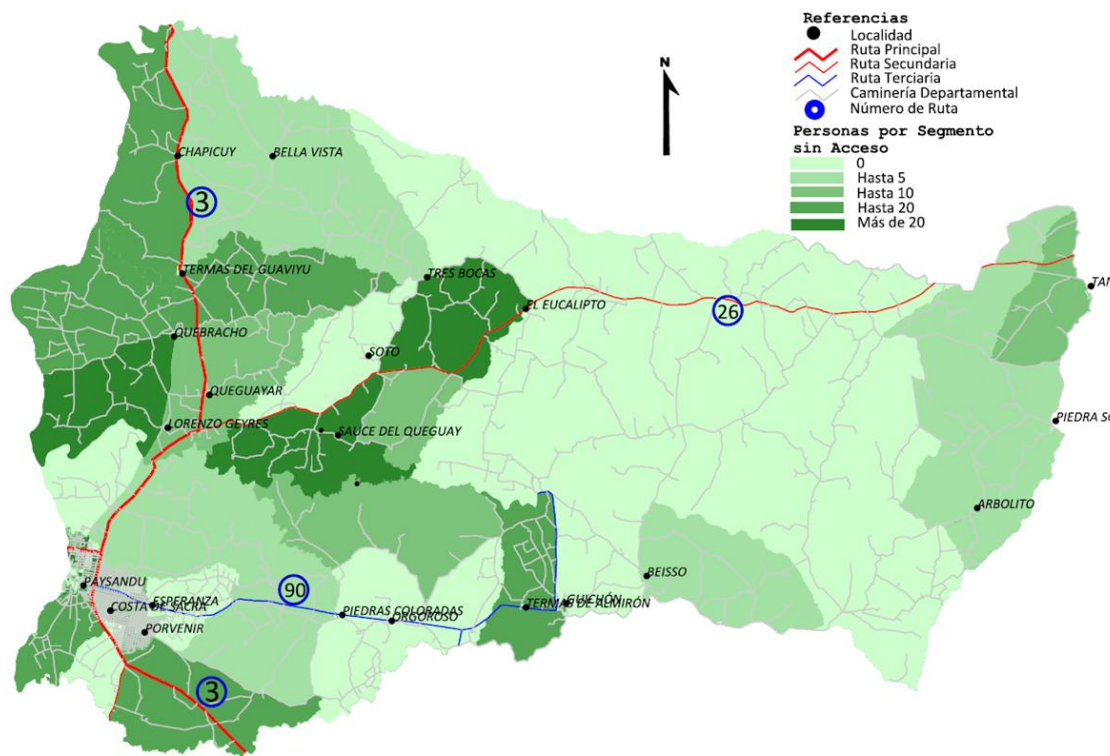 Referencias
Localidad
Ruta Principal
Ruta Secundaria
Ruta Terciaria
Caminería Departamental
Número de Ruta
Personas por Segmento
sin Acceso
0
Hasta 5
Hasta 10
Hasta 20
Más de 20
N
CHAPICUY
BELLA VISTA
3
TERMAS DEL GUAVIYU
TRES BOCAS
TAM
EL EUCALIPTO
26
QUEBRACHO
SOTO
QUEGUAYAR
PIEDRA SO
LORENZO GEYRES
SAUCE DEL QUEGUAY
ARBOLITO
PAYSANDU
BEISSO
90
ESPERANZA
COSTA DE SACRA
PIEDRAS COLORADAS
TERMAS DE ALMIRÓN
GUICHÓN
ORGOROSO
PORVENIR
3